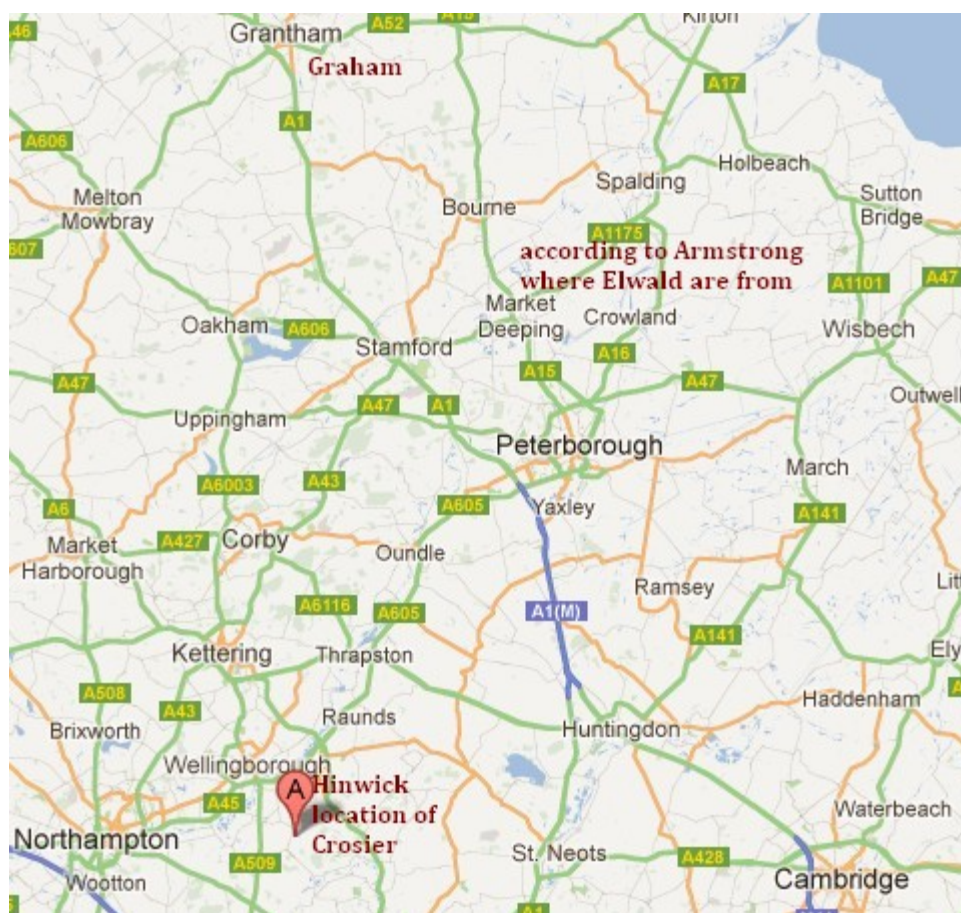 A46
A52
A15
Kirton
Grantham
Graham
A17
A1
A606
Holbeach
Spalding
Melton
Mowbray
Bourne
Sutton
Bridge
A1175
607
according to Armstrong
where Elwald are from
A47
A1101
Market
Deeping
Crowland
Oakham
A606
Wisbech
Stamford
A16
A15
A47
A47
A47
A1
Outwell
Uppingham
Peterborough
March
A6003
A43
A605
Yaxley
A6
A141
A427
Corby
Market
Harborough
Oundle
Ramsey
A6116
A605
A1(M)
A141
Kettering
Thrapston
Ely
A508
A43
Haddenham
Raunds
Brixworth
Huntingdon
Wellingborough
A
Hinwick
location of
Crosier
A45
Waterbeach
Northampton
A509
St. Neots
A428
Wootton
Cambridge
A1